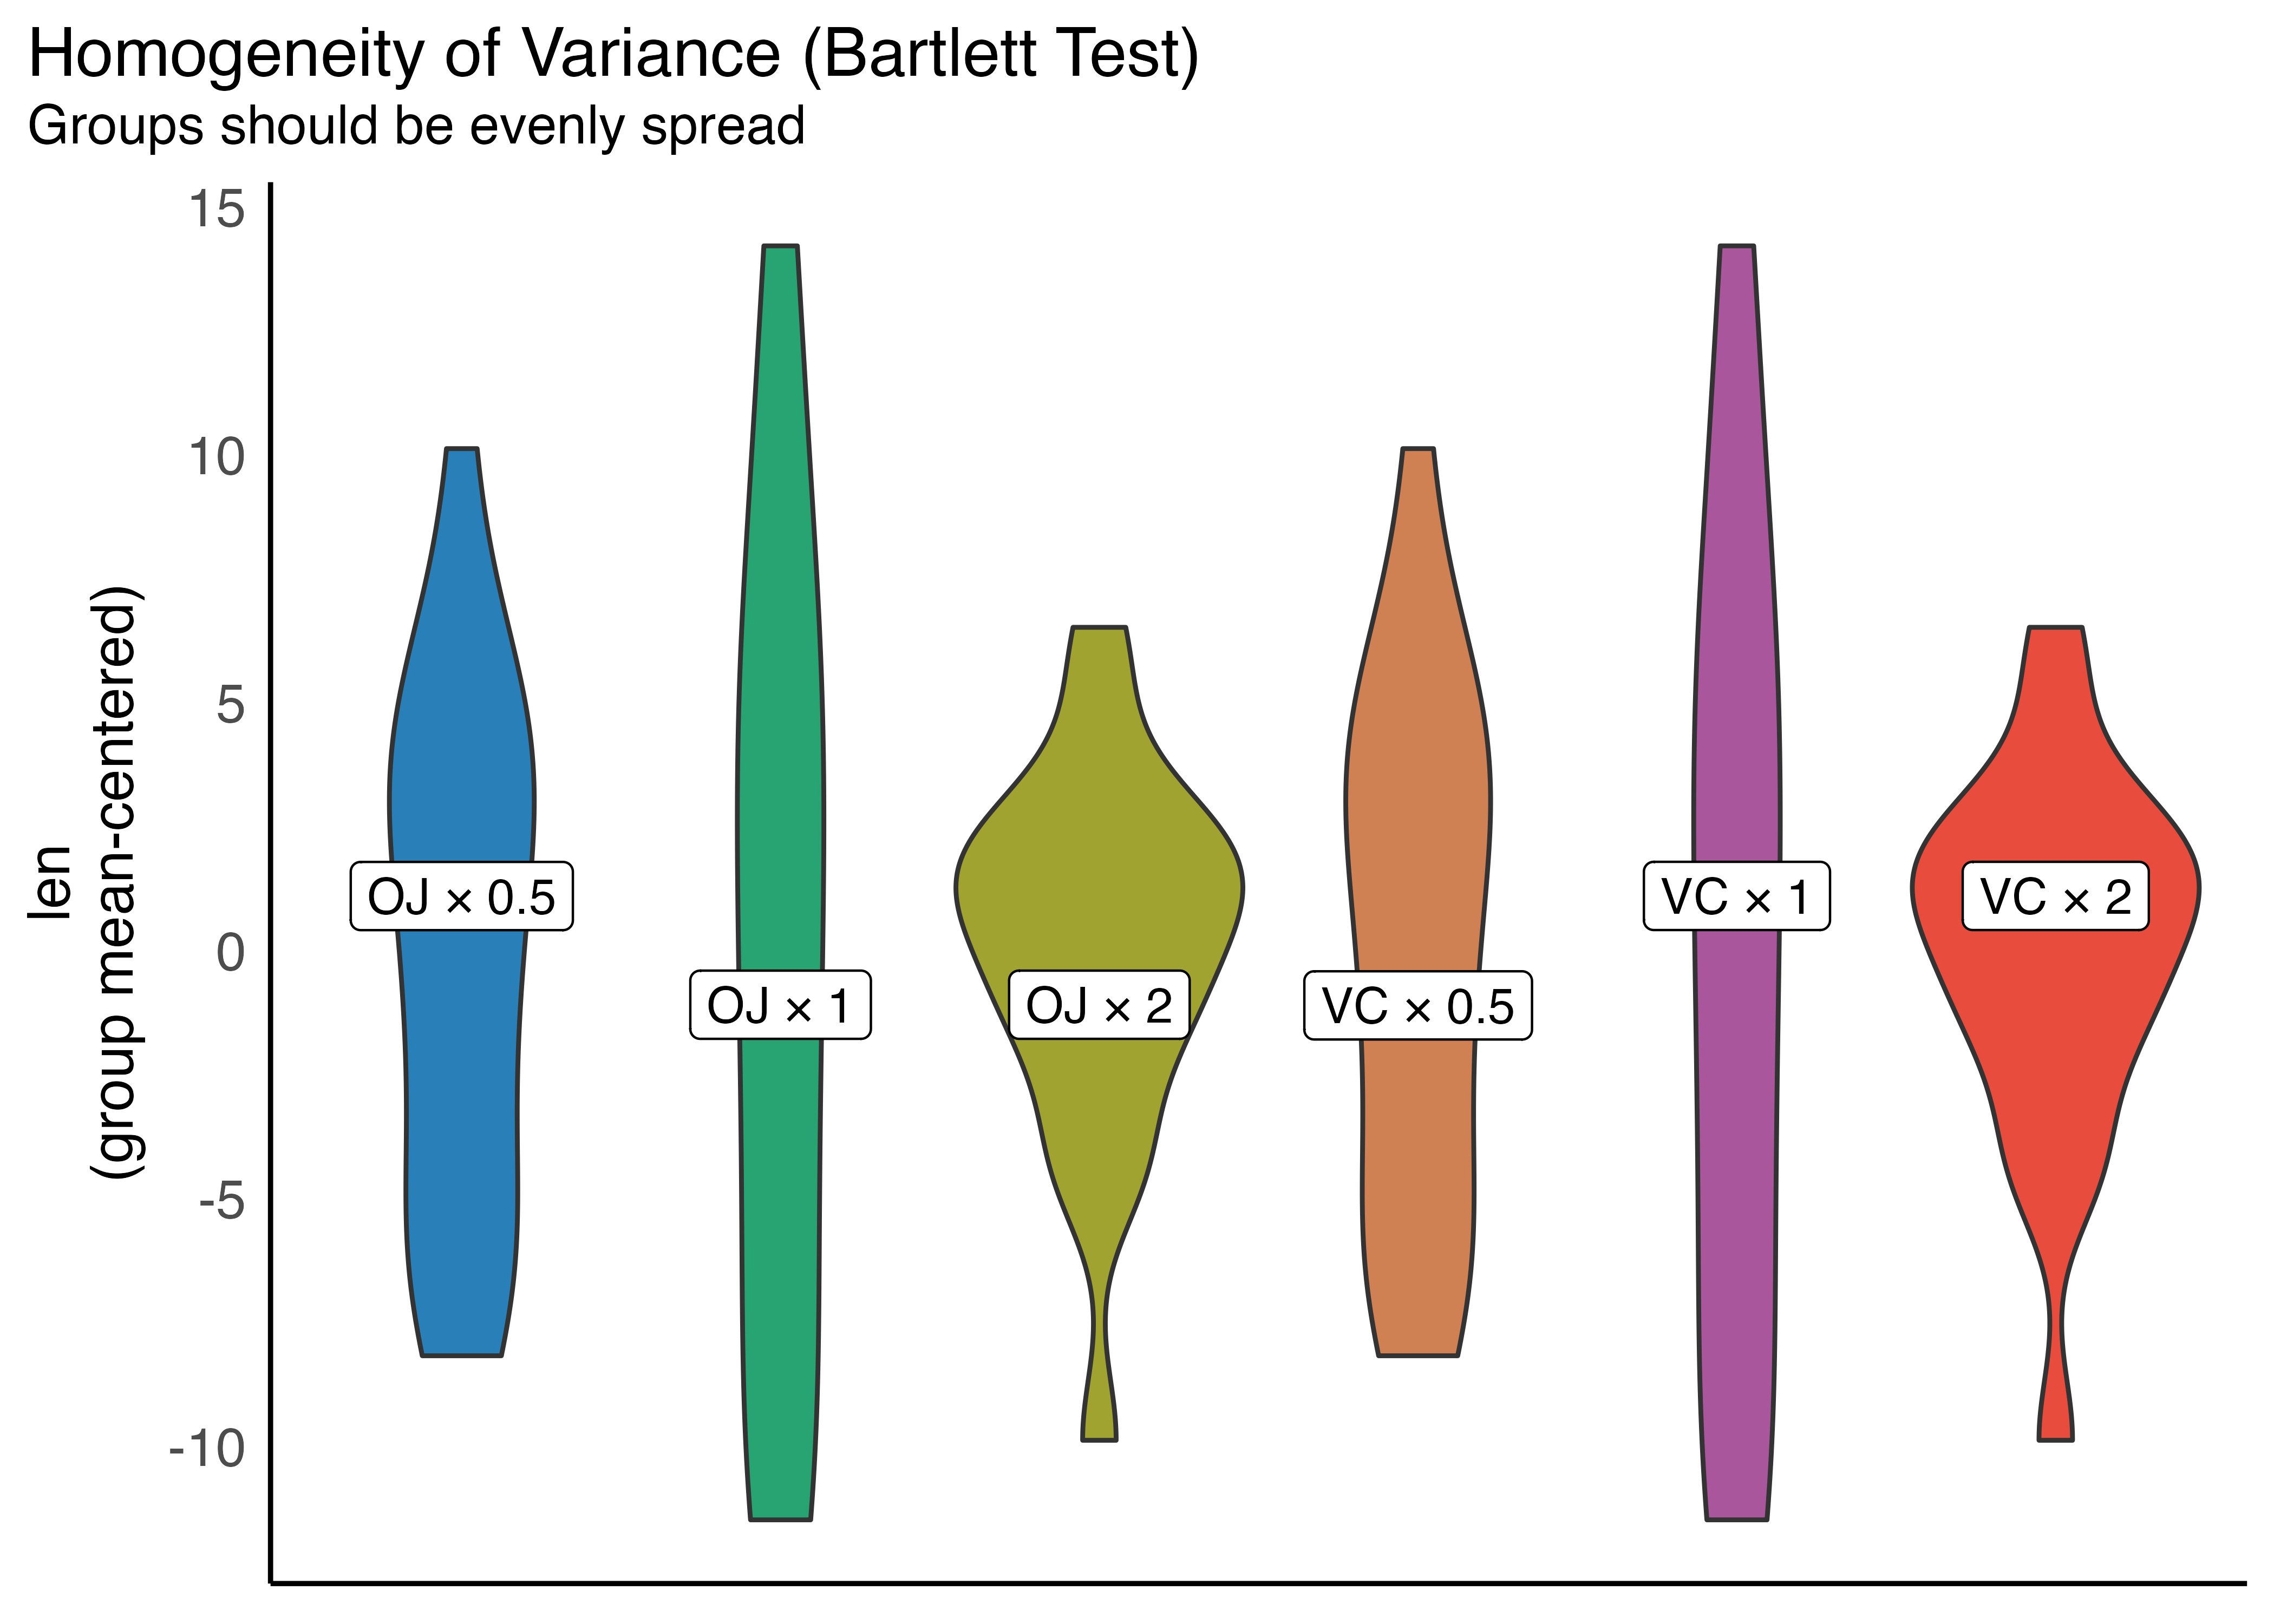 Homogeneity of Variance (Bartlett Test)
Groups should be evenly spread
len
(group mean-centered)
15
10
5
0
-5
-10
OJ × 0.5
OJ × 1
OJ × 2
VC × 0.5
VC × 1
VC × 2